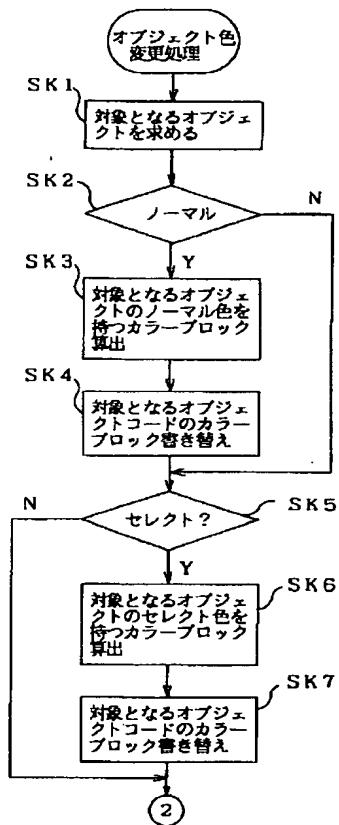 オブジェクト色
変更処理
SK1
対象となるオブジェ
クトを求める
SK2
ノーマル
N
Y
SK3
対象となるオブジェ
クトのノーマル色を
持つカラーブロック
算出
SK4
対象となるオブジェ
クトコードのカラー
ブロック書き替え
N
セレクト?
SK5
Y
SK6
対象となるオブジェ
クトのセレクト色を
持つカラーブロック
算出
SK7
対象となるオブジェ
クトコードのカラー
ブロック書き替え
2